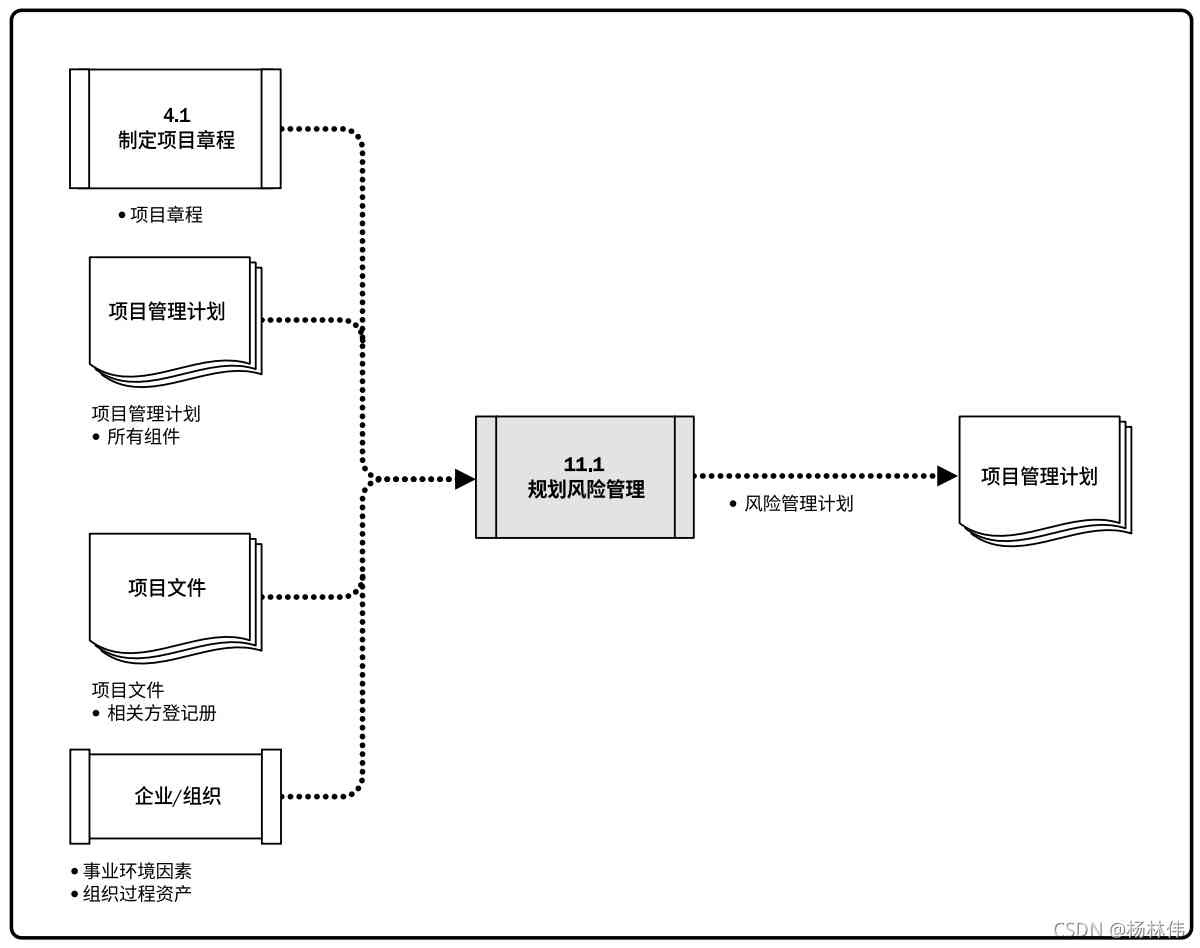 4.1
制定项目章程
• 项目章程
项目管理计划
项目管理计划
• 所有组件
11.1
规划风险管理
• 风险管理计划
项目管理计划
项目文件
项目文件
• 相关方登记册
企业/组织
• 事业环境因素
• 组织过程资产
CSDN @杨林伟